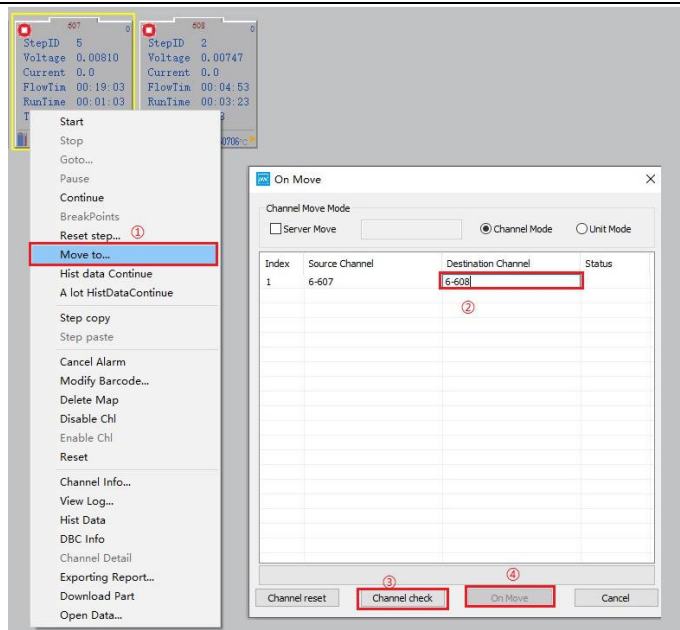 607 0
StepID 5
Voltage 0.00810
Current 0.0
FlowTim 00:19:03
RunTime 00:01:03
T
608 0
StepID 2
Voltage 0.00747
Current 0.0
FlowTim 00:04:53
RunTime 00:03:23
0706℃
Start
Stop
Goto...
Pause
Continue
BreakPoints
Reset step... ①
Move to...
Hist data Continue
A lot HistDataContinue
Step copy
Step paste
Cancel Alarm
Modify Barcode...
Delete Map
Disable Chl
Enable Chl
Reset
Channel Info...
View Log...
Hist Data
DBC Info
Channel Detail
Exporting Report...
Download Part
Open Data...
On Move
Channel Move Mode
Server Move Channel Mode Unit Mode
Index Source Channel Destination Channel Status
1 6-607 6-608
②
③ ④
Channel reset Channel check On Move Cancel